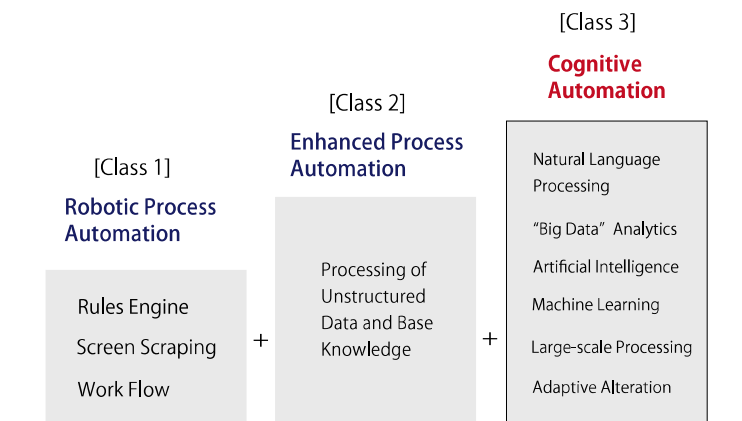 [Class 1]
Robotic Process
Automation
Rules Engine
Screen Scraping
Work Flow
+
[Class 2]
Enhanced Process
Automation
Processing of
Unstructured
Data and Base
Knowledge
+
[Class 3]
Cognitive
Automation
Natural Language
Processing
“Big Data” Analytics
Artificial Intelligence
Machine Learning
Large-scale Processing
Adaptive Alteration